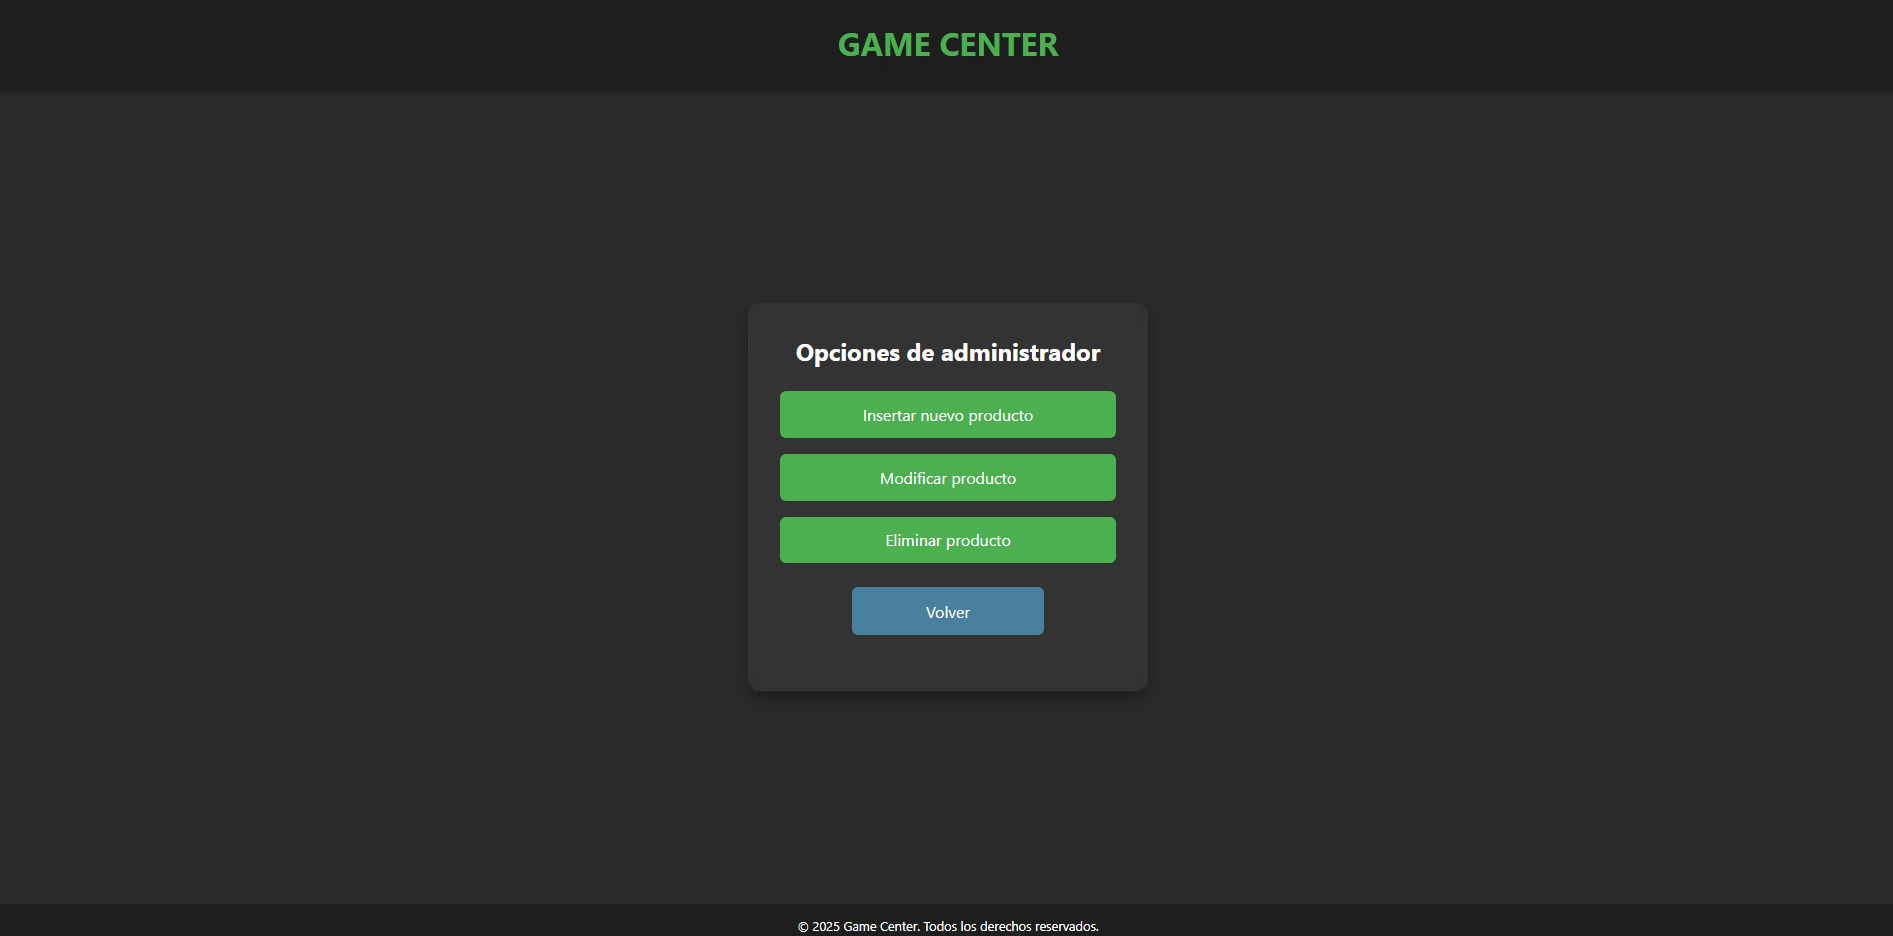 GAME CENTER
Opciones de administrador
Insertar nuevo producto
Modificar producto
Eliminar producto
Volver
© 2025 Game Center. Todos los derechos reservados.